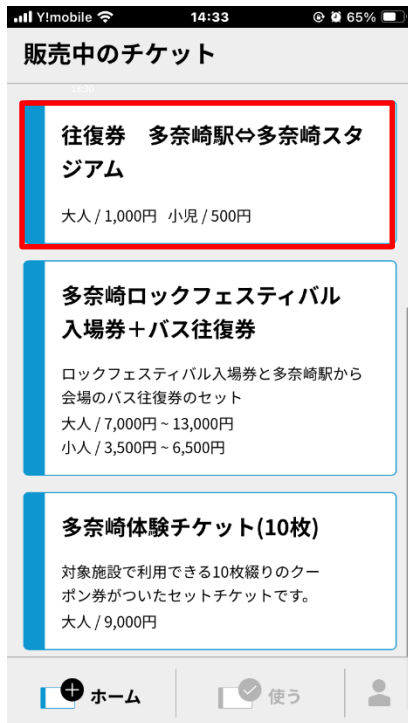 Y!mobile 14:33 65%
販売中のチケット
14:30
往復券　多奈崎駅⇔多奈崎スタ
ジアム
大人 / 1,000円 小児 / 500円
多奈崎ロックフェスティバル
入場券＋バス往復券
ロックフェスティバル入場券と多奈崎駅から
会場のバス往復券のセット
大人 / 7,000円 ~ 13,000円
小人 / 3,500円 ~ 6,500円
多奈崎体験チケット(10枚)
対象施設で利用できる10枚綴りのクー
ポン券がついたセットチケットです。
大人 / 9,000円
ホーム 使う